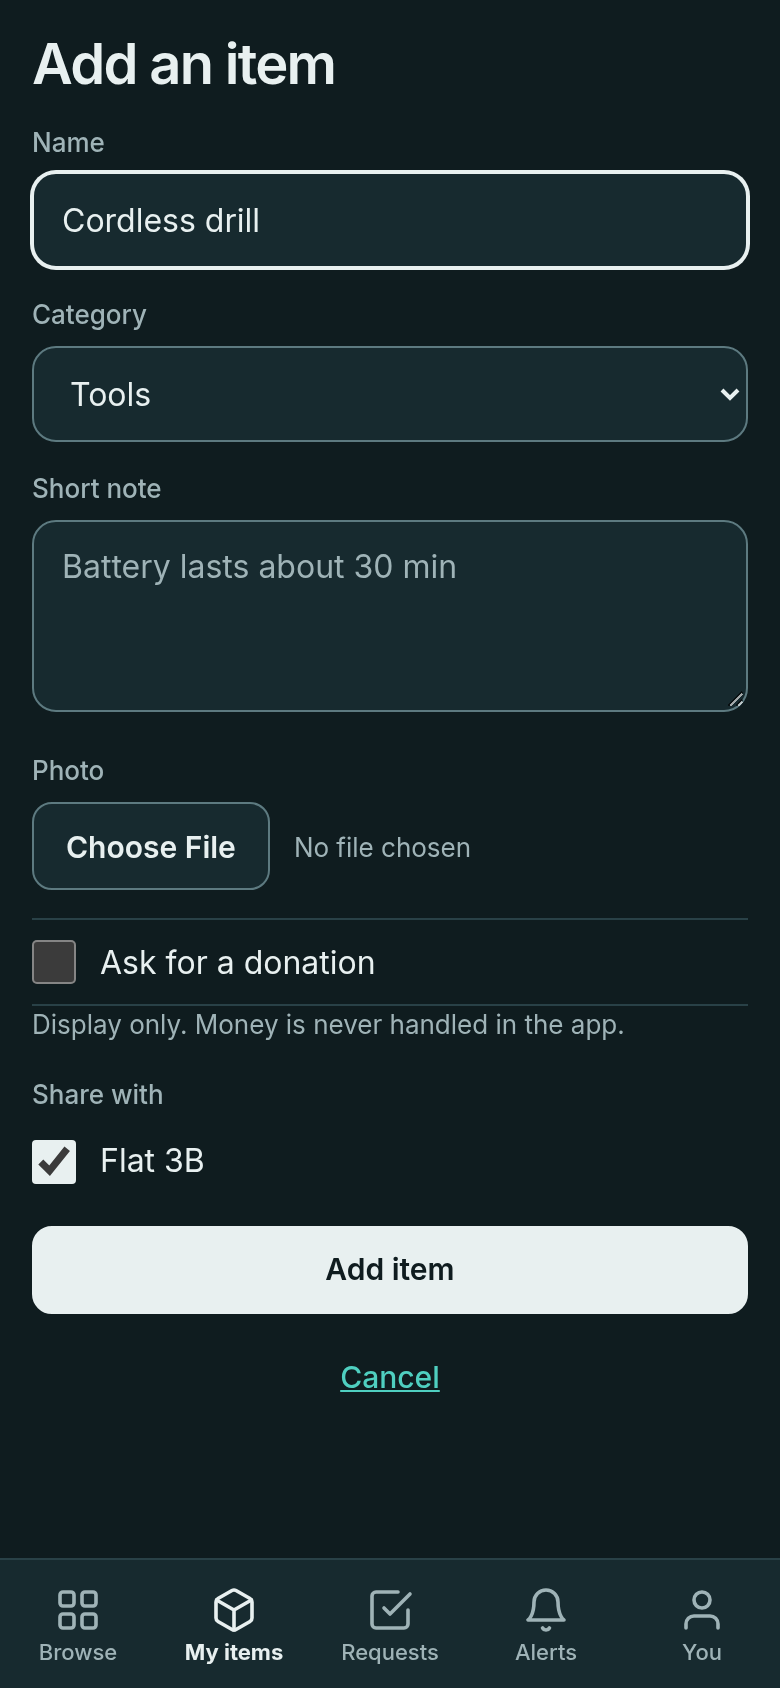 Add an item
Name
Cordless drill
Category
Tools
Short note
Battery lasts about 30 min
Photo
Choose File No file chosen
Ask for a donation
Display only. Money is never handled in the app.
Share with
Flat 3B
Add item
Cancel
Browse My items Requests Alerts You